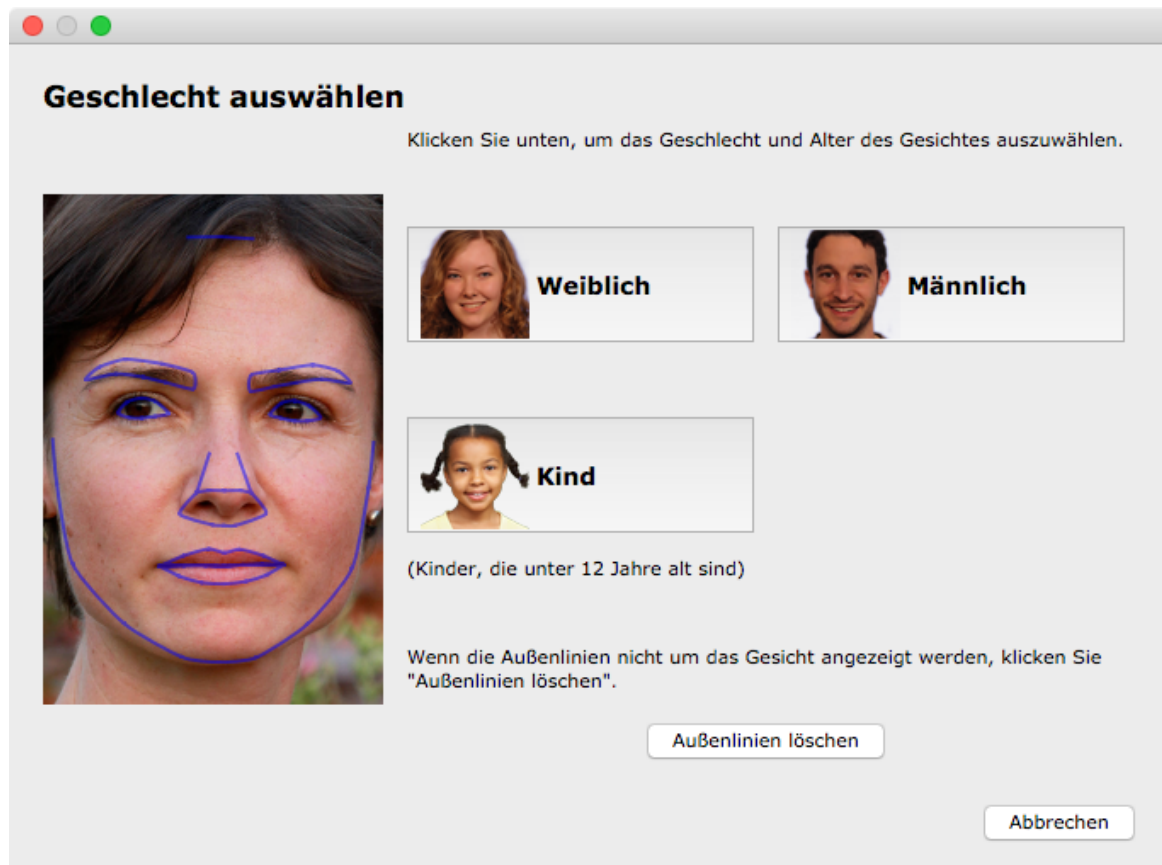 Geschlecht auswählen
Klicken Sie unten, um das Geschlecht und Alter des Gesichtes auszuwählen.
Weiblich
Männlich
Kind
(Kinder, die unter 12 Jahre alt sind)
Wenn die Außenlinien nicht um das Gesicht angezeigt werden, klicken Sie
"Außenlinien löschen".
Außenlinien löschen
Abbrechen